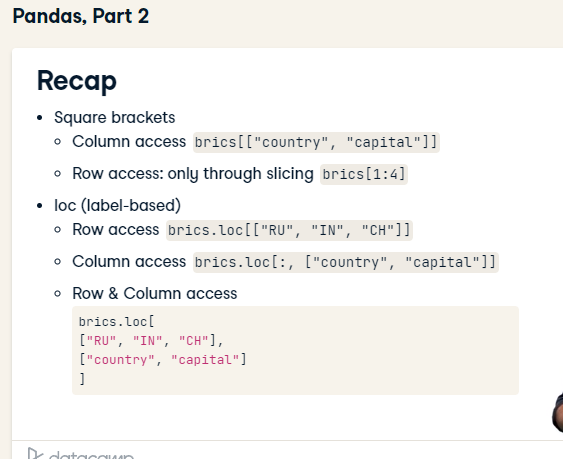 Pandas, Part 2
Recap
• Square brackets
◦ Column access brics[["country", "capital"]]
◦ Row access: only through slicing brics[1:4]
• loc (label-based)
◦ Row access brics.loc[["RU", "IN", "CH"]]
◦ Column access brics.loc[:, ["country", "capital"]]
◦ Row & Column access
brics.loc[
["RU", "IN", "CH"],
["country", "capital"]
]
datacamp